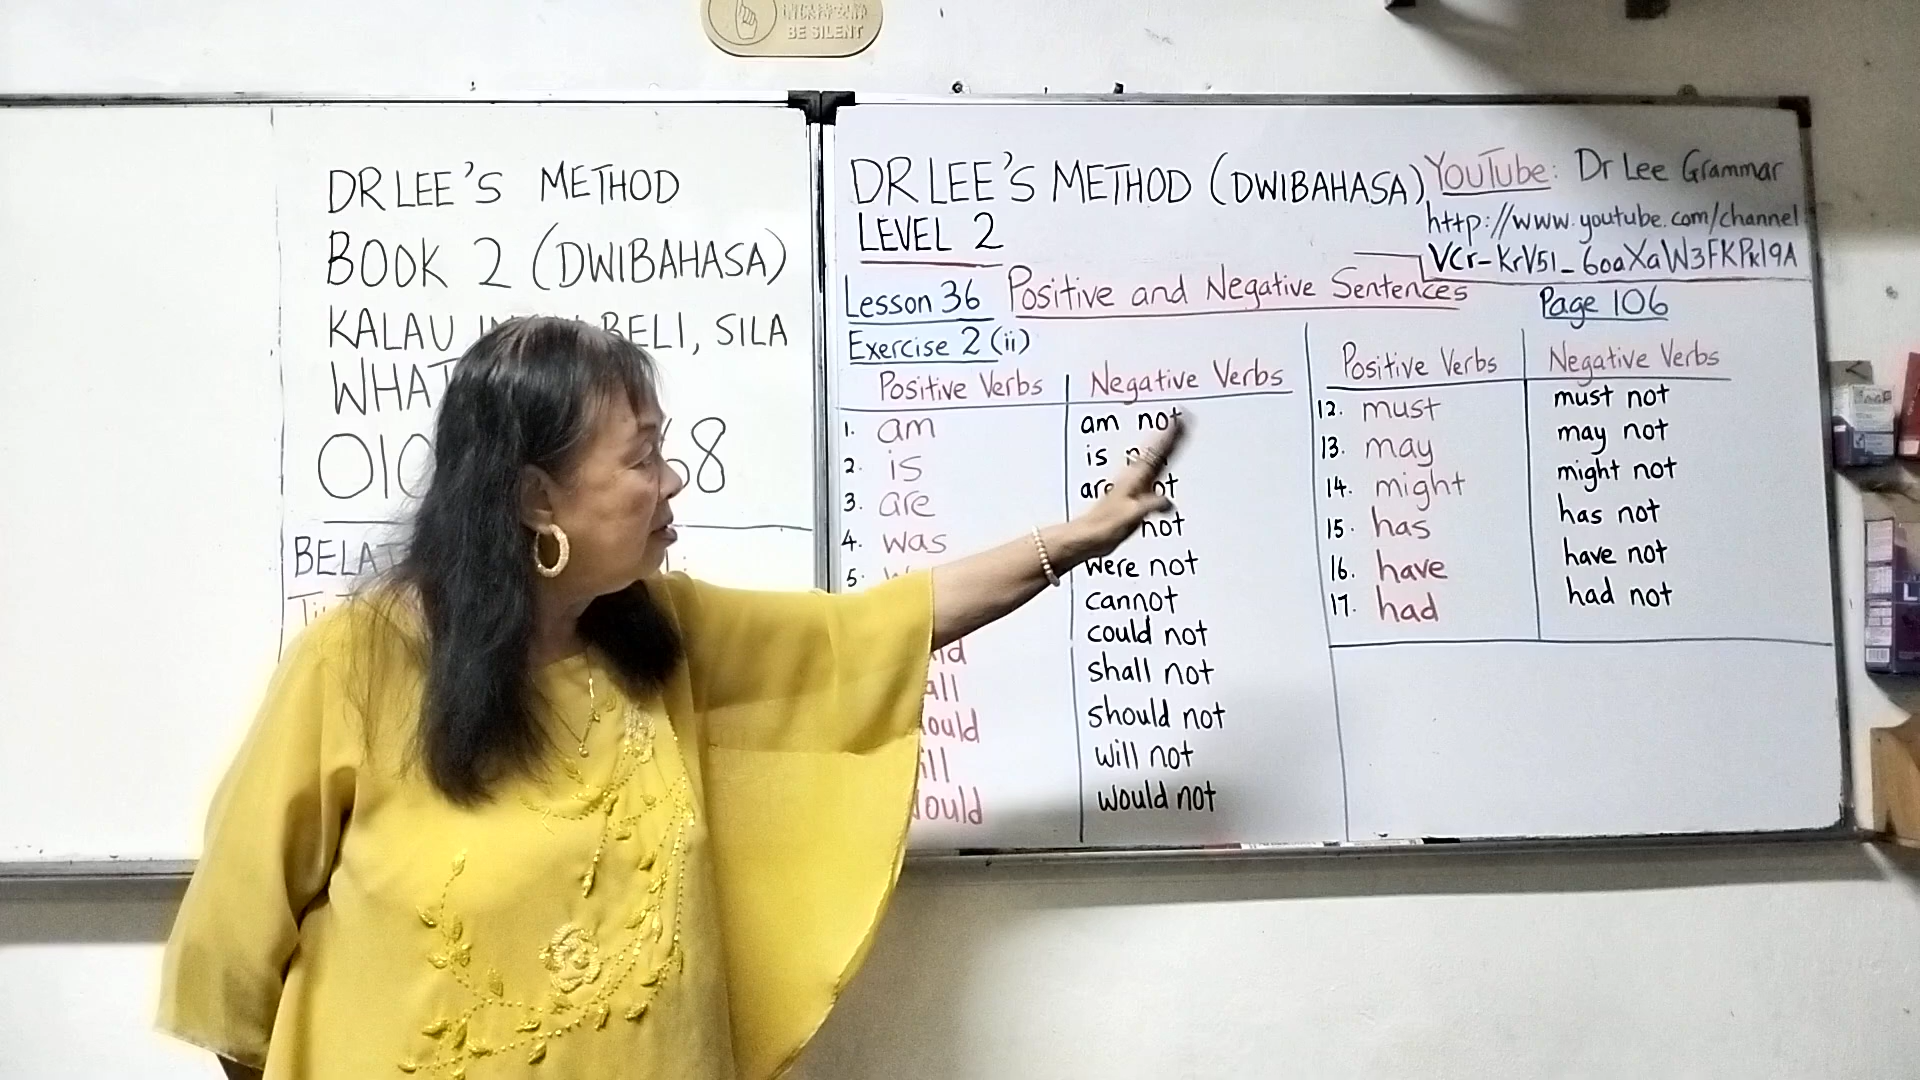 BE SILENT
DR LEE'S METHOD
BOOK 2 (DWIBAHASA)
KALAU BELI, SILA
68
DR LEE'S METHOD (DWIBAHASA)
LEVEL 2
YouTube: Dr Lee Grammar
http://www.youtube.com/channel
VCr-KrV51_6oaXaW3FKPKl9A
Lesson 36 Positive and Negative Sentences Page 106
Exercise 2 (ii)
Positive Verbs Negative Verbs
1. am am not
2. is is
3. are
4. was not
5. were not
cannot
could not
shall not
should not
will not
would not
Positive Verbs Negative Verbs
12. must must not
13. may may not
14. might might not
15. has has not
16. have have not
17. had had not